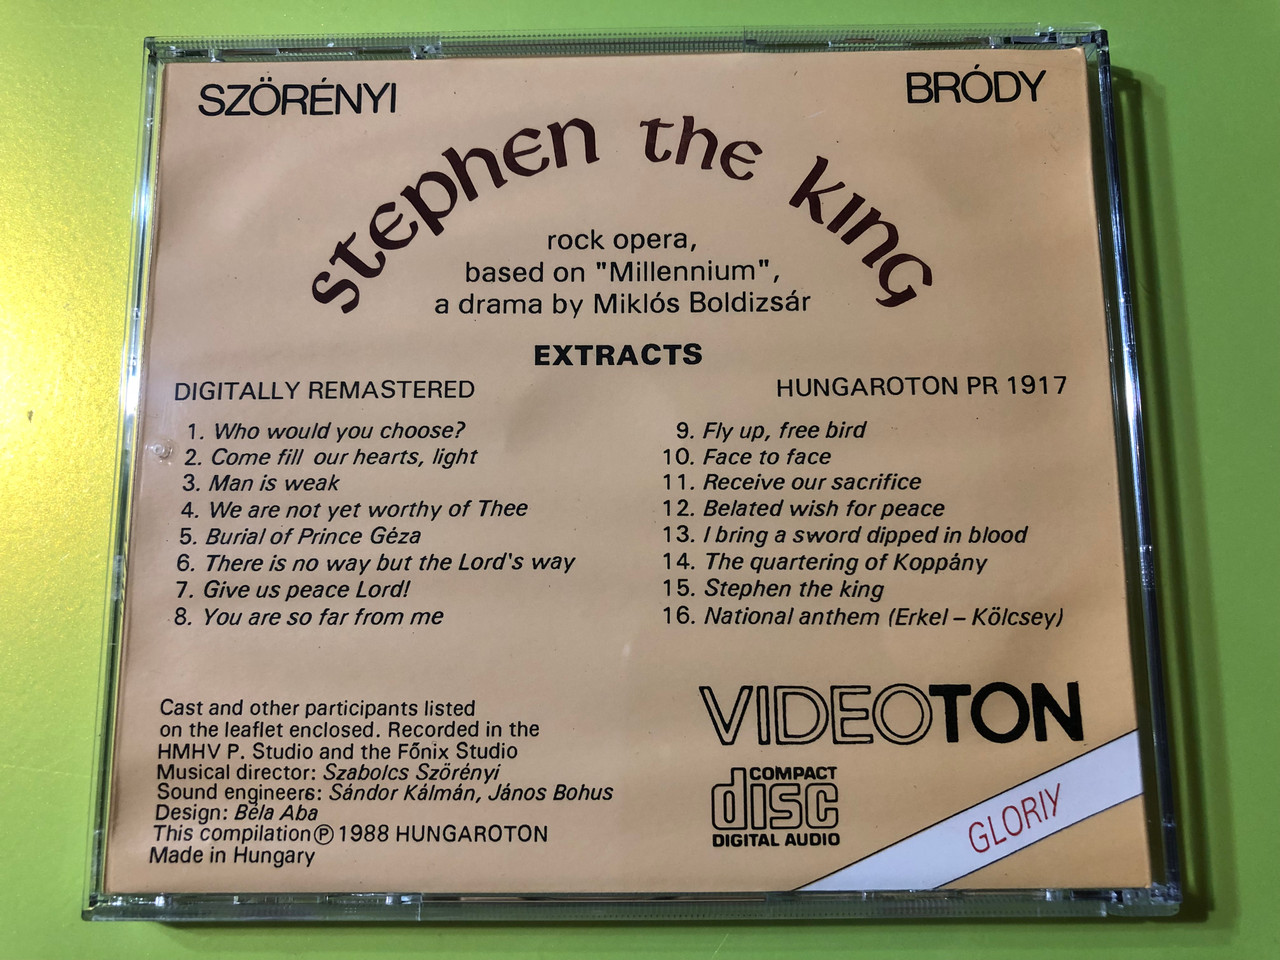 SZÖRÉNYI
BRÓDY
stephen the king
rock opera,
based on "Millennium",
a drama by Miklós Boldizsár
EXTRACTS
DIGITALLY REMASTERED
HUNGAROTON PR 1917
1. Who would you choose?
2. Come fill our hearts, light
3. Man is weak
4. We are not yet worthy of Thee
5. Burial of Prince Géza
6. There is no way but the Lord's way
7. Give us peace Lord!
8. You are so far from me
9. Fly up, free bird
10. Face to face
11. Receive our sacrifice
12. Belated wish for peace
13. I bring a sword dipped in blood
14. The quartering of Koppány
15. Stephen the king
16. National anthem (Erkel – Kölcsey)
Cast and other participants listed
on the leaflet enclosed. Recorded in the
HMHV P. Studio and the Főnix Studio
Musical director: Szabolcs Szörényi
Sound engineers: Sándor Kálmán, János Bohus
Design: Béla Aba
This compilation ℗ 1988 HUNGAROTON
Made in Hungary
VIDEOTON
COMPACT
disc
DIGITAL AUDIO
GLORIY